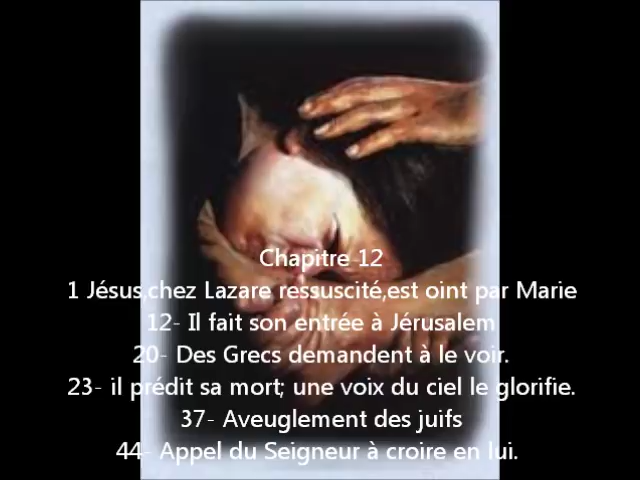 Chapitre 12
1 Jésus,chez Lazare ressuscité,est oint par Marie
12- Il fait son entrée à Jérusalem
20- Des Grecs demandent à le voir.
23- il prédit sa mort; une voix du ciel le glorifie.
37- Aveuglement des juifs
44- Appel du Seigneur à croire en lui.